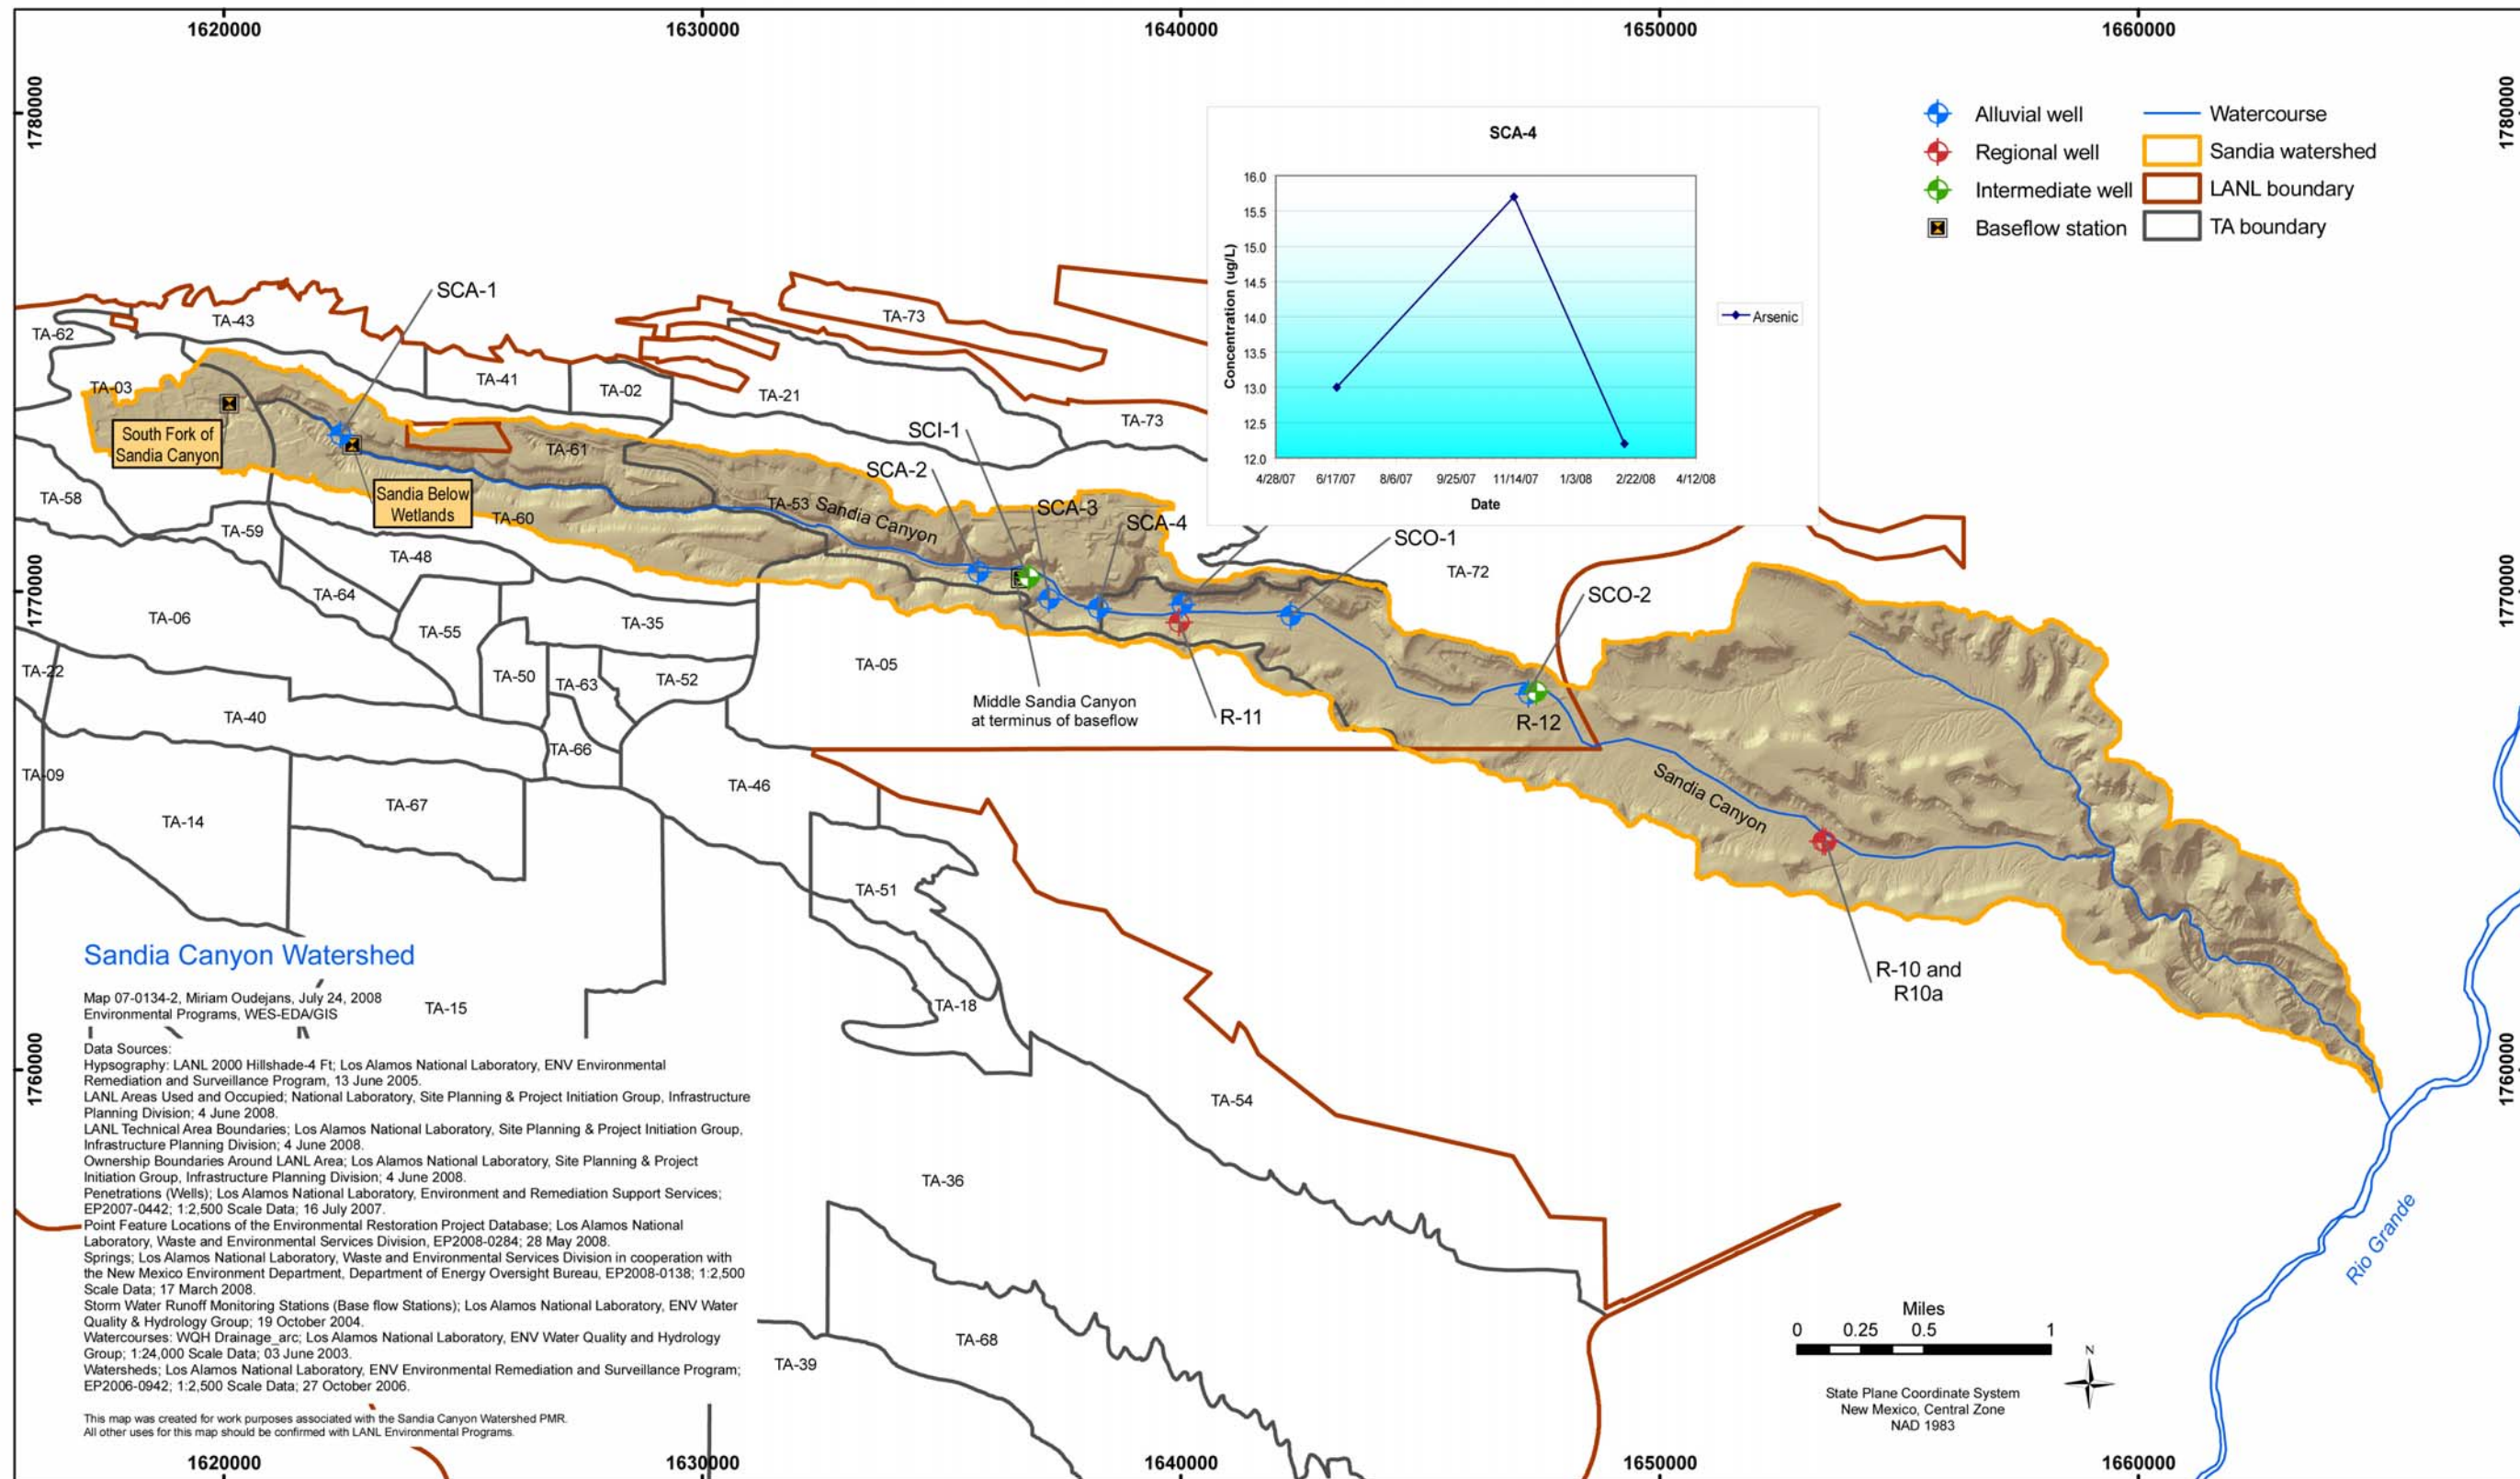 1620000
1630000
1640000
1650000
1660000
1780000
1780000
Alluvial well
Watercourse
Regional well
Sandia watershed
Intermediate well
LANL boundary
Baseflow station
TA boundary
SCA-4
16.0
15.5
15.0
14.5
14.0
13.5
13.0
12.5
12.0
Concentration (ug/L)
4/28/07
6/17/07
8/6/07
9/25/07
11/14/07
1/3/08
2/22/08
4/12/08
Date
Arsenic
SCA-1
TA-62
TA-43
TA-73
TA-03
TA-41
TA-02
TA-21
TA-73
South Fork of
Sandia Canyon
TA-61
SCI-1
SCA-2
TA-58
Sandia Below
Wetlands
TA-60
TA-53
Sandia Canyon
SCA-3
SCA-4
SCO-1
TA-59
TA-48
TA-72
1770000
1770000
TA-64
SCO-2
TA-06
TA-55
TA-35
TA-22
TA-50
TA-63
TA-52
TA-05
Middle Sandia Canyon
at terminus of baseflow
R-11
R-12
TA-40
TA-66
TA-09
TA-46
Sandia Canyon
TA-14
TA-67
TA-51
R-10 and
R10a
TA-18
TA-15
Sandia Canyon Watershed
Map 07-0134-2, Miriam Oudejans, July 24, 2008
Environmental Programs, WES-EDA/GIS
Data Sources:
Hypsography: LANL 2000 Hillshade-4 Ft; Los Alamos National Laboratory, ENV Environmental
Remediation and Surveillance Program, 13 June 2005.
LANL Areas Used and Occupied; National Laboratory, Site Planning & Project Initiation Group, Infrastructure
Planning Division; 4 June 2008.
LANL Technical Area Boundaries; Los Alamos National Laboratory, Site Planning & Project Initiation Group,
Infrastructure Planning Division; 4 June 2008.
Ownership Boundaries Around LANL Area; Los Alamos National Laboratory, Site Planning & Project
Initiation Group, Infrastructure Planning Division; 4 June 2008.
Penetrations (Wells); Los Alamos National Laboratory, Environment and Remediation Support Services;
EP2007-0442; 1:2,500 Scale Data; 16 July 2007.
Point Feature Locations of the Environmental Restoration Project Database; Los Alamos National
Laboratory, Waste and Environmental Services Division, EP2008-0284; 28 May 2008.
Springs; Los Alamos National Laboratory, Waste and Environmental Services Division in cooperation with
the New Mexico Environment Department, Department of Energy Oversight Bureau, EP2008-0138; 1:2,500
Scale Data; 17 March 2008.
Storm Water Runoff Monitoring Stations (Base flow Stations); Los Alamos National Laboratory, ENV Water
Quality & Hydrology Group; 19 October 2004.
Watercourses: WQH Drainage_arc; Los Alamos National Laboratory, ENV Water Quality and Hydrology
Group; 1:24,000 Scale Data; 03 June 2003.
Watersheds; Los Alamos National Laboratory, ENV Environmental Remediation and Surveillance Program;
EP2006-0942; 1:2,500 Scale Data; 27 October 2006.
This map was created for work purposes associated with the Sandia Canyon Watershed PMR.
All other uses for this map should be confirmed with LANL Environmental Programs.
1760000
1760000
TA-54
TA-36
TA-68
TA-39
Rio Grande
Miles
0
0.25
0.5
1
N
State Plane Coordinate System
New Mexico, Central Zone
NAD 1983
1620000
1630000
1640000
1650000
1660000